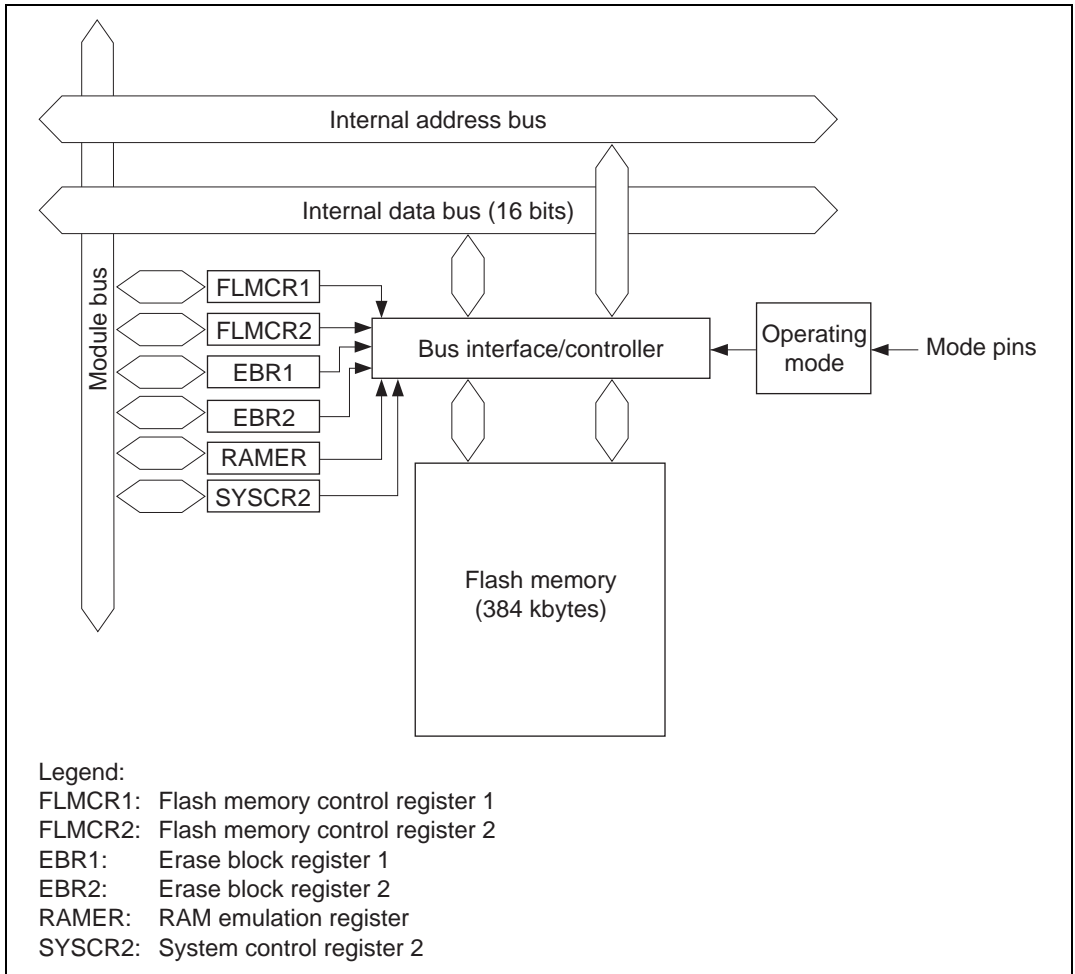 Internal address bus
Internal data bus (16 bits)
Module bus
FLMCR1
FLMCR2
EBR1
EBR2
RAMER
SYSCR2
Bus interface/controller
Operating
mode
Mode pins
Flash memory
(384 kbytes)
Legend:
FLMCR1: Flash memory control register 1
FLMCR2: Flash memory control register 2
EBR1: Erase block register 1
EBR2: Erase block register 2
RAMER: RAM emulation register
SYSCR2: System control register 2